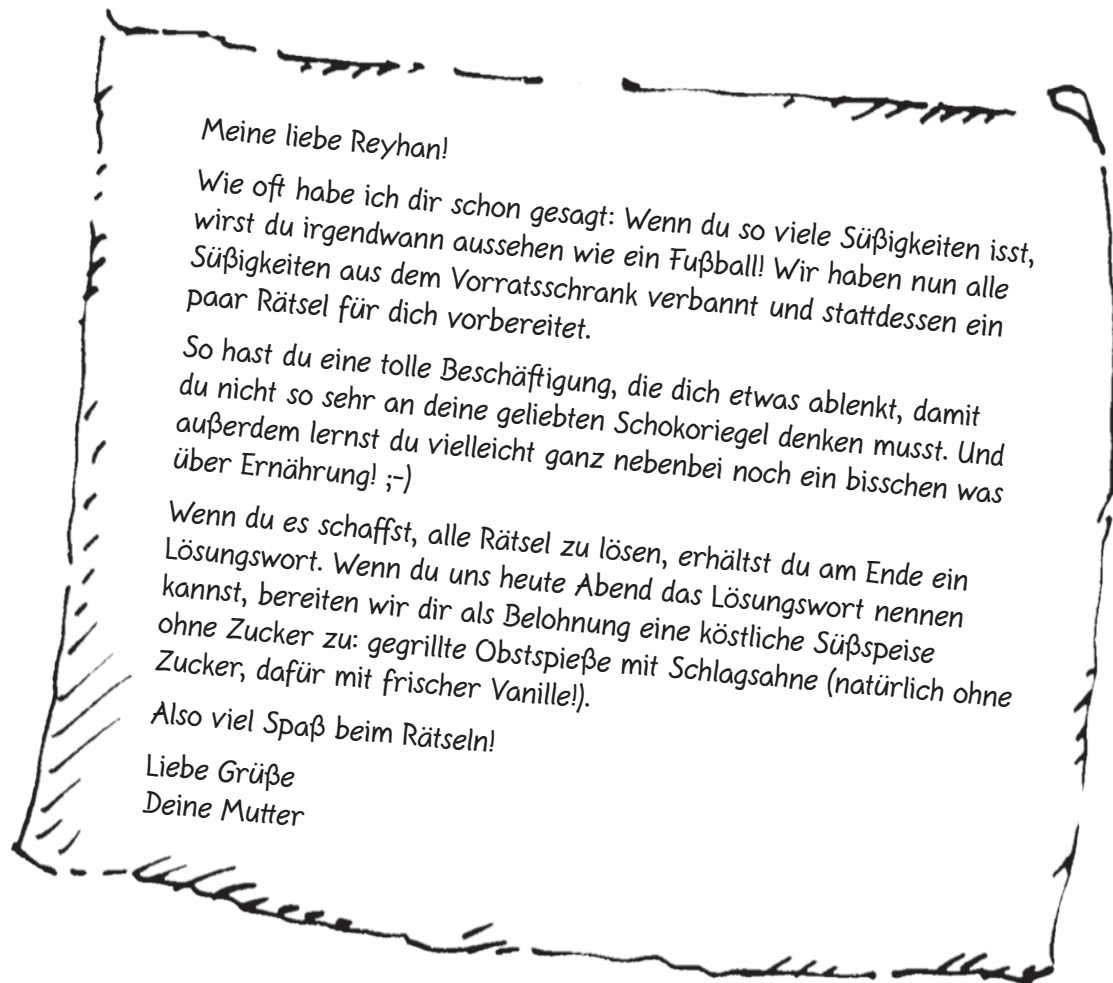 Meine liebe Reyhan!
Wie oft habe ich dir schon gesagt: Wenn du so viele Süßigkeiten isst,
wirst du irgendwann aussehen wie ein Fußball! Wir haben nun alle
Süßigkeiten aus dem Vorratsschrank verbannt und stattdessen ein
paar Rätsel für dich vorbereitet.
So hast du eine tolle Beschäftigung, die dich etwas ablenkt, damit
du nicht so sehr an deine geliebten Schokoriegel denken musst. Und
außerdem lernst du vielleicht ganz nebenbei noch ein bisschen was
über Ernährung! ;-)
Wenn du es schaffst, alle Rätsel zu lösen, erhältst du am Ende ein
Lösungswort. Wenn du uns heute Abend das Lösungswort nennen
kannst, bereiten wir dir als Belohnung eine köstliche Süßspeise
ohne Zucker zu: gegrillte Obstspieße mit Schlagsahne (natürlich ohne
Zucker, dafür mit frischer Vanille!).
Also viel Spaß beim Rätseln!
Liebe Grüße
Deine Mutter